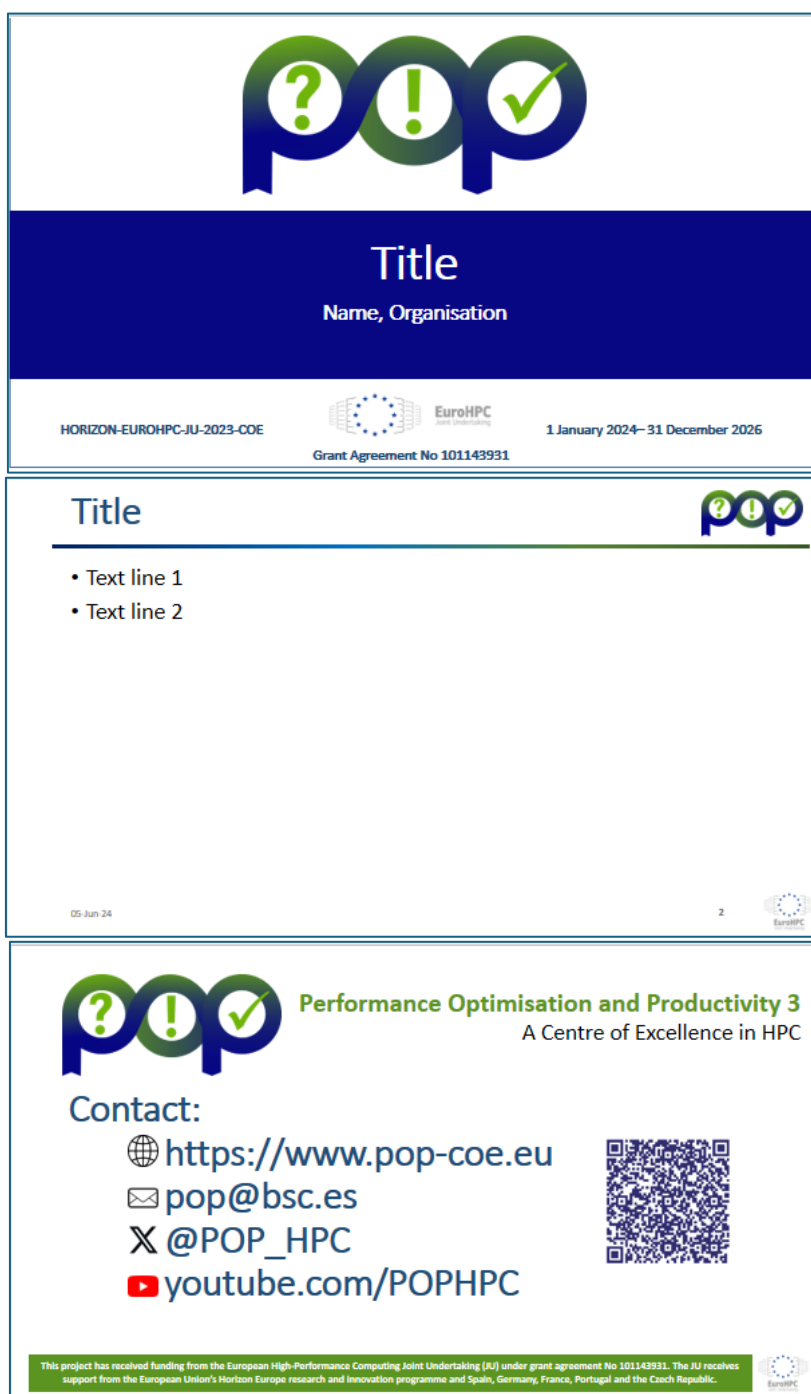 pop
Title
Name, Organisation
HORIZON-EUROHPC-JU-2023-COE
EuroHPC
Joint Undertaking
1 January 2024– 31 December 2026
Grant Agreement No 101143931
Title
pop
• Text line 1
• Text line 2
05-Jun-24
2
EuroHPC
pop
Performance Optimisation and Productivity 3
A Centre of Excellence in HPC
Contact:
https://www.pop-coe.eu
pop@bsc.es
X @POP_HPC
youtube.com/POPHPC
This project has received funding from the European High-Performance Computing Joint Undertaking (JU) under grant agreement No 101143931. The JU receives
support from the European Union's Horizon Europe research and innovation programme and Spain, Germany, France, Portugal and the Czech Republic.
EuroHPC